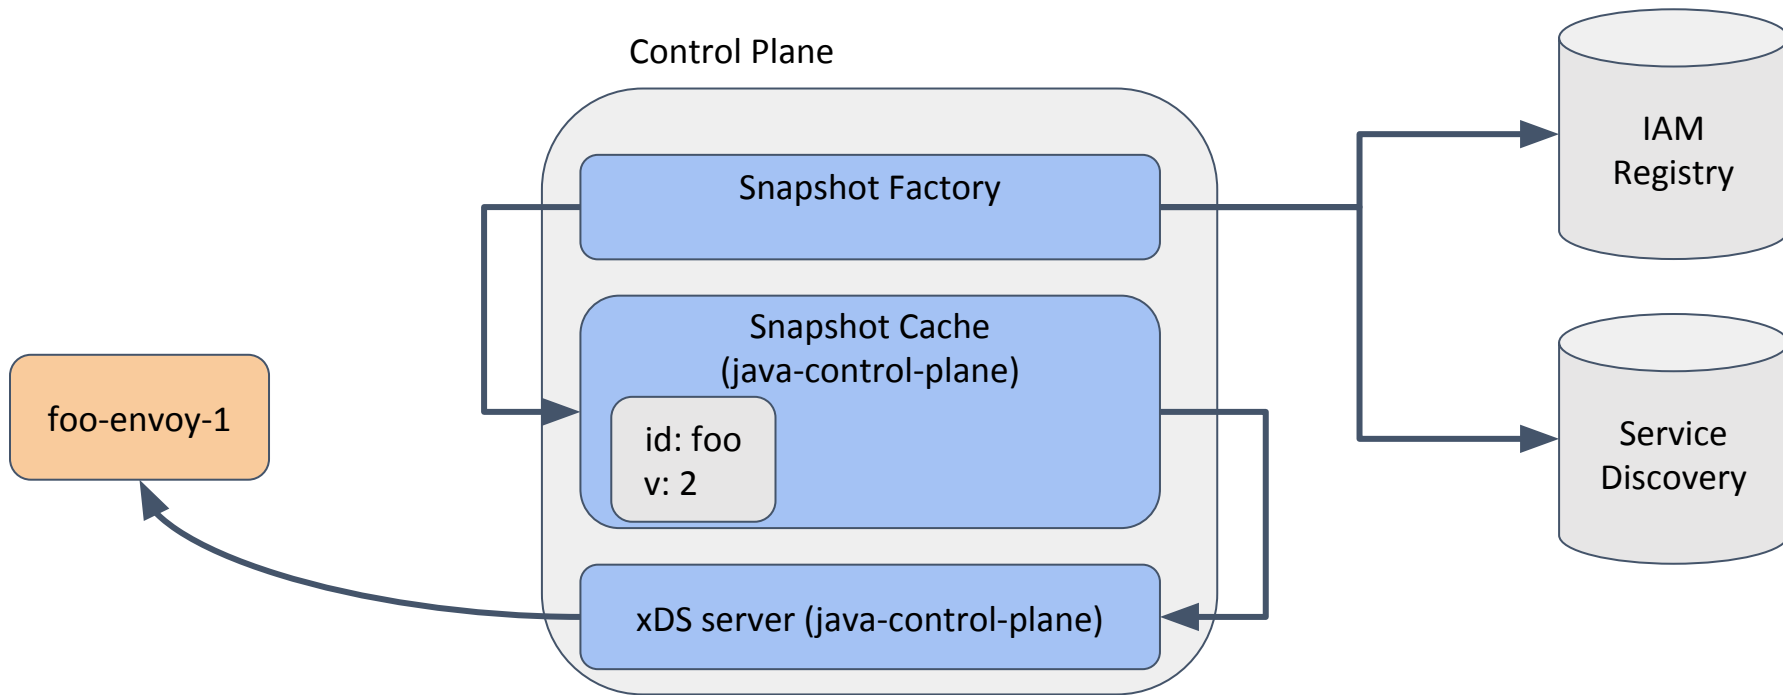 Control Plane
Snapshot Factory
Snapshot Cache
(java-control-plane)
id: foo
v: 2
xDS server (java-control-plane)
foo-envoy-1
IAM
Registry
Service
Discovery